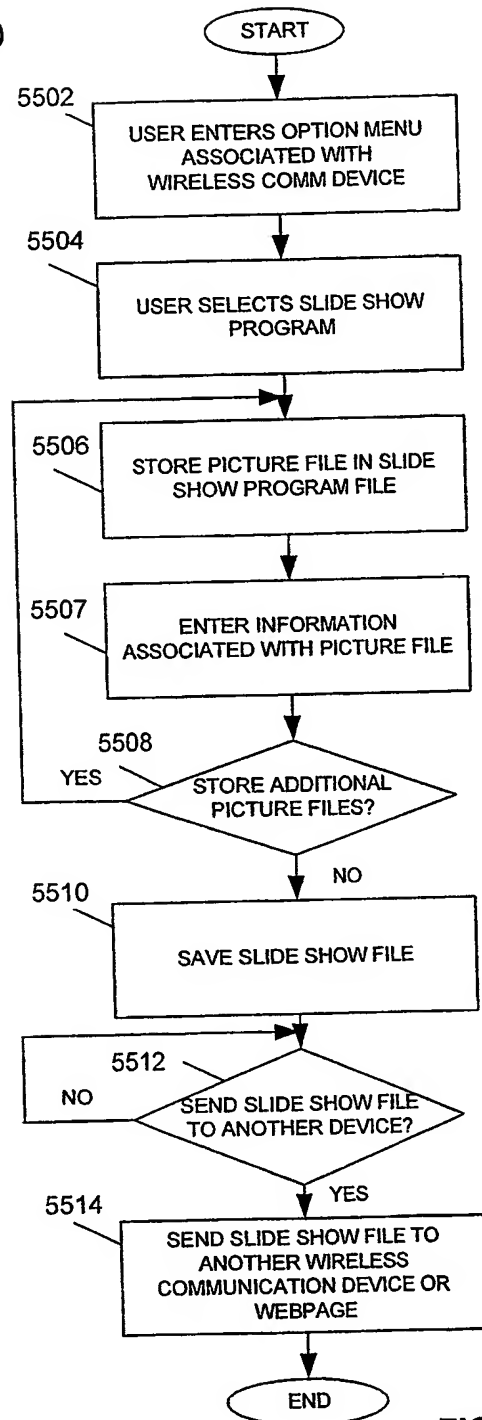 START
5502
USER ENTERS OPTION MENU
ASSOCIATED WITH
WIRELESS COMM DEVICE
5504
USER SELECTS SLIDE SHOW
PROGRAM
5506
STORE PICTURE FILE IN SLIDE
SHOW PROGRAM FILE
5507
ENTER INFORMATION
ASSOCIATED WITH PICTURE FILE
5508
YES
STORE ADDITIONAL
PICTURE FILES?
NO
5510
SAVE SLIDE SHOW FILE
5512
NO
SEND SLIDE SHOW FILE
TO ANOTHER DEVICE?
YES
5514
SEND SLIDE SHOW FILE TO
ANOTHER WIRELESS
COMMUNICATION DEVICE OR
WEBPAGE
END